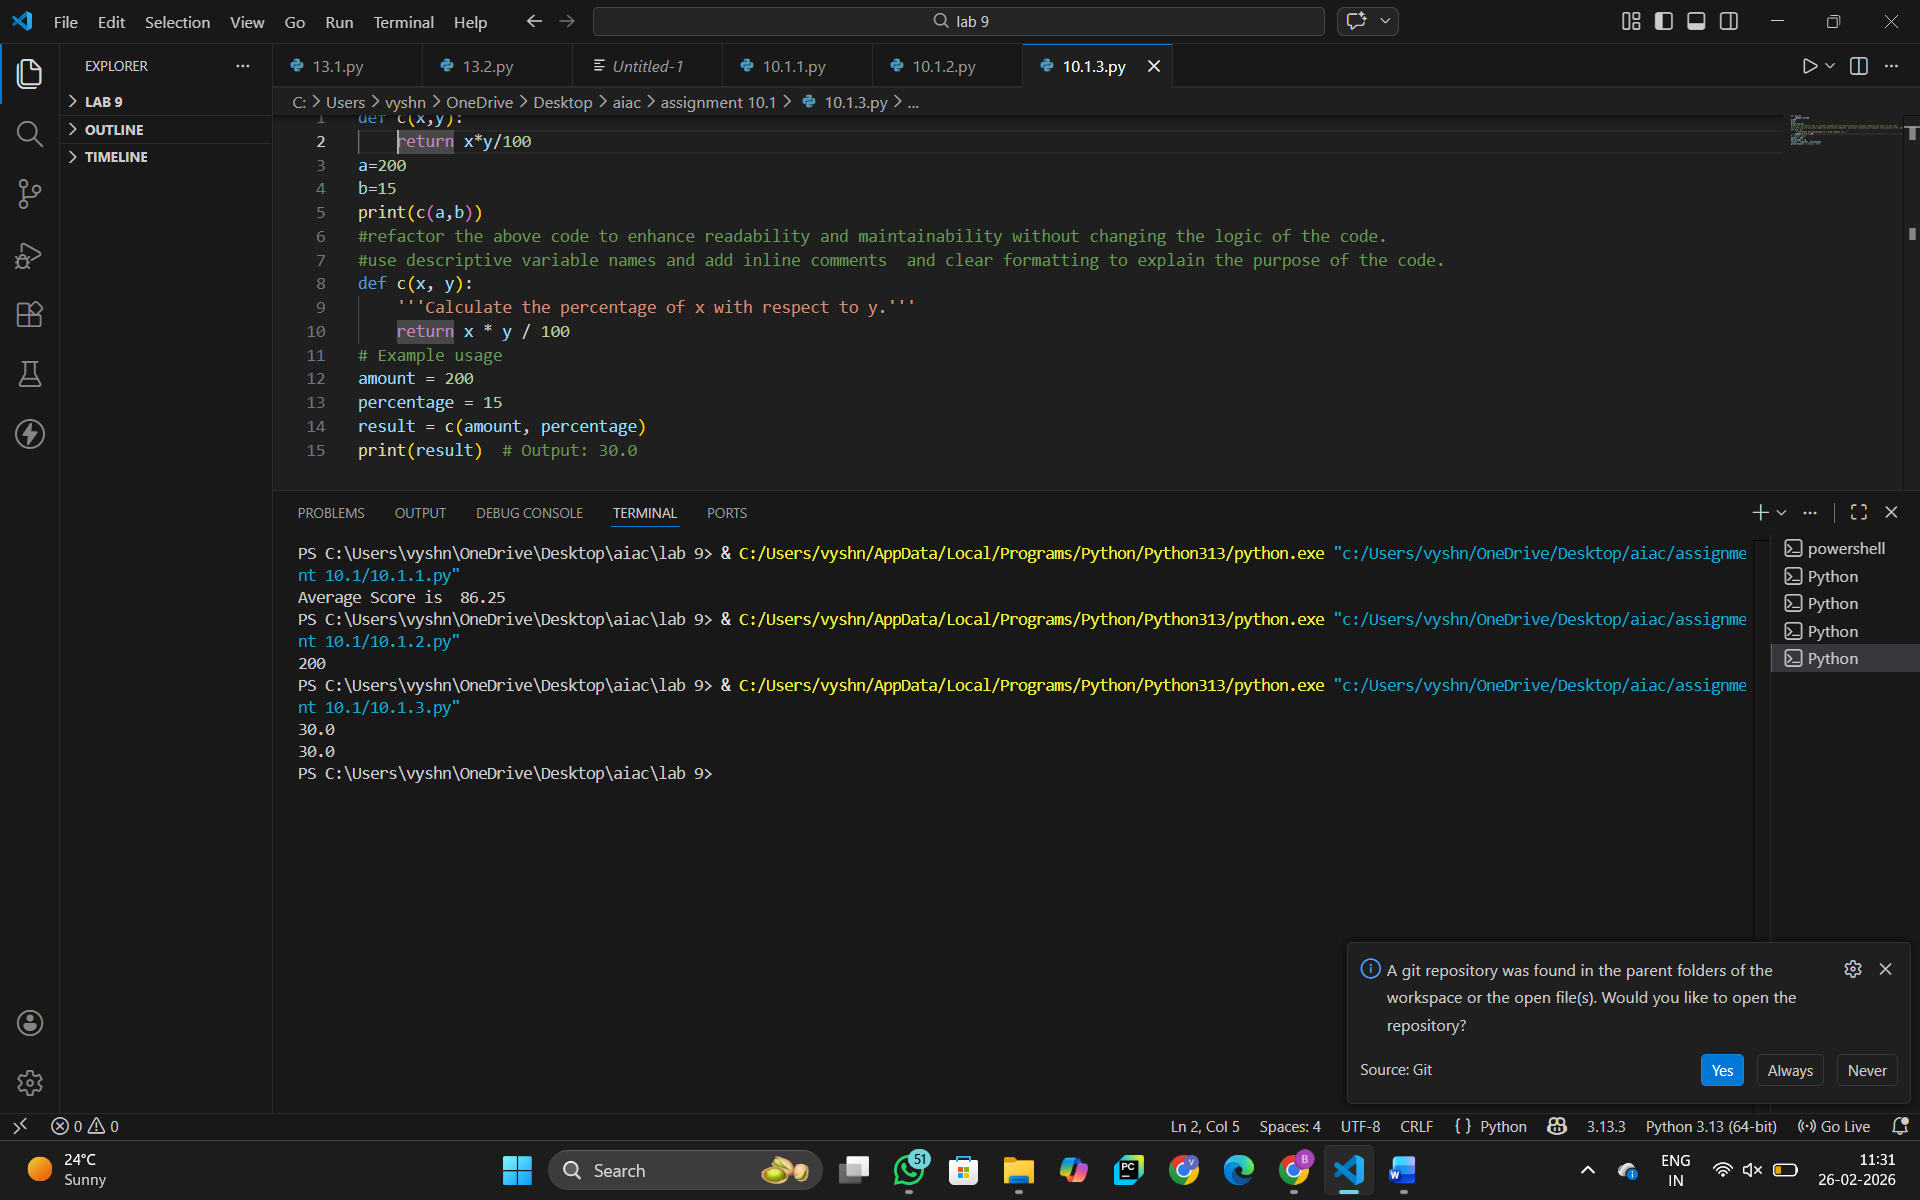 File Edit Selection View Go Run Terminal Help
lab 9
EXPLORER
13.1.py
13.2.py
Untitled-1
10.1.1.py
10.1.2.py
10.1.3.py
C: > Users > vyshn > OneDrive > Desktop > aiac > assignment 10.1 > 10.1.3.py > ...
LAB 9
OUTLINE
TIMELINE
1 def c(x,y):
2 return x*y/100
3 a=200
4 b=15
5 print(c(a,b))
6 #refactor the above code to enhance readability and maintainability without changing the logic of the code.
7 #use descriptive variable names and add inline comments  and clear formatting to explain the purpose of the code.
8 def c(x, y):
9 '''Calculate the percentage of x with respect to y.'''
10 return x * y / 100
11 # Example usage
12 amount = 200
13 percentage = 15
14 result = c(amount, percentage)
15 print(result)  # Output: 30.0
PROBLEMS OUTPUT DEBUG CONSOLE TERMINAL PORTS
PS C:\Users\vyshn\OneDrive\Desktop\aiac\lab 9> & C:/Users/vyshn/AppData/Local/Programs/Python/Python313/python.exe "c:/Users/vyshn/OneDrive/Desktop/aiac/assignme
nt 10.1/10.1.1.py"
Average Score is  86.25
PS C:\Users\vyshn\OneDrive\Desktop\aiac\lab 9> & C:/Users/vyshn/AppData/Local/Programs/Python/Python313/python.exe "c:/Users/vyshn/OneDrive/Desktop/aiac/assignme
nt 10.1/10.1.2.py"
200
PS C:\Users\vyshn\OneDrive\Desktop\aiac\lab 9> & C:/Users/vyshn/AppData/Local/Programs/Python/Python313/python.exe "c:/Users/vyshn/OneDrive/Desktop/aiac/assignme
nt 10.1/10.1.3.py"
30.0
30.0
PS C:\Users\vyshn\OneDrive\Desktop\aiac\lab 9>
powershell
Python
Python
Python
Python
A git repository was found in the parent folders of the
workspace or the open file(s). Would you like to open the
repository?
Source: Git
Yes Always Never
0 0
Ln 2, Col 5 Spaces: 4 UTF-8 CRLF { } Python 3.13.3 Python 3.13 (64-bit) Go Live
24°C
Sunny
Search
51
PC
V
B
W
ENG
IN
11:31
26-02-2026